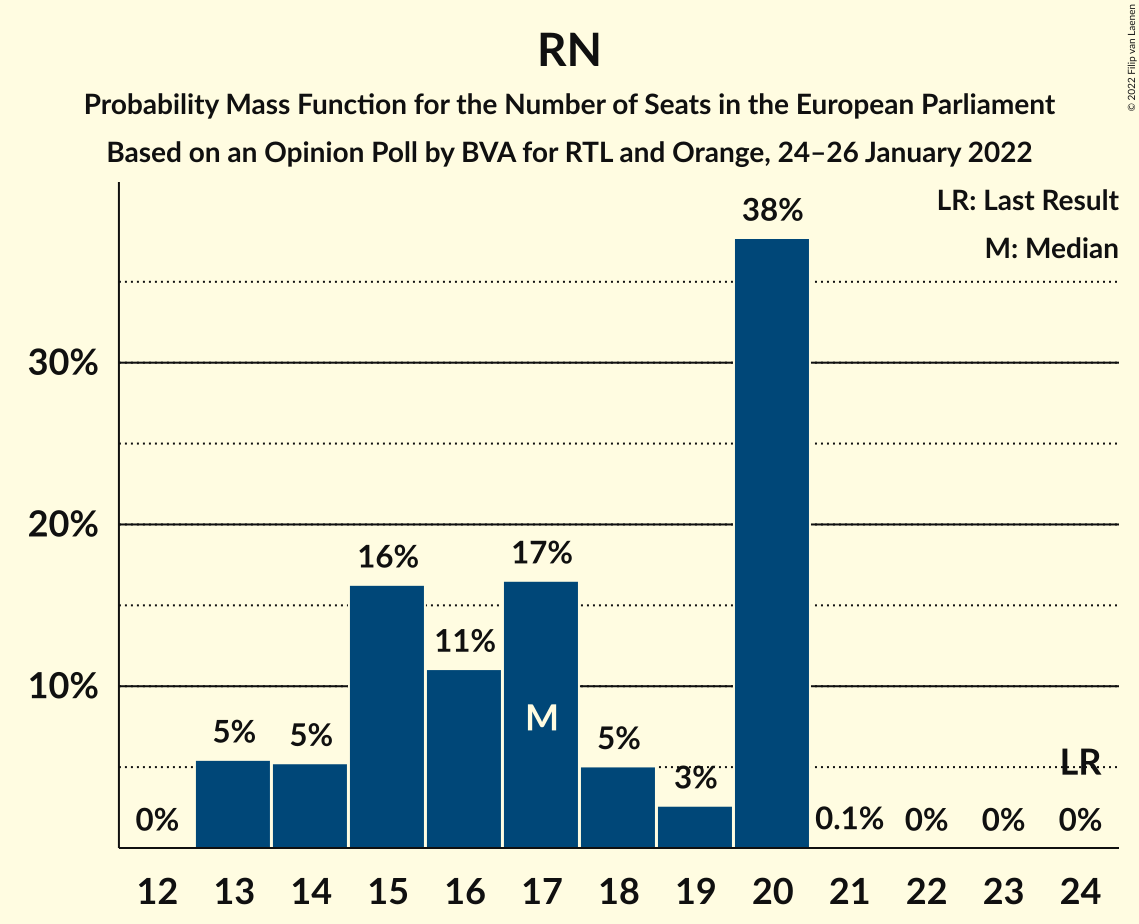 RN
Probability Mass Function for the Number of Seats in the European Parliament
Based on an Opinion Poll by BVA for RTL and Orange, 24–26 January 2022
© 2022 Filip van Laenen
LR: Last Result
M: Median
38%
30%
20%
16%
17%
11%
10%
M
5%
5%
5%
3%
LR
0%
0.1%
0%
0%
0%
12 13 14 15 16 17 18 19 20 21 22 23 24